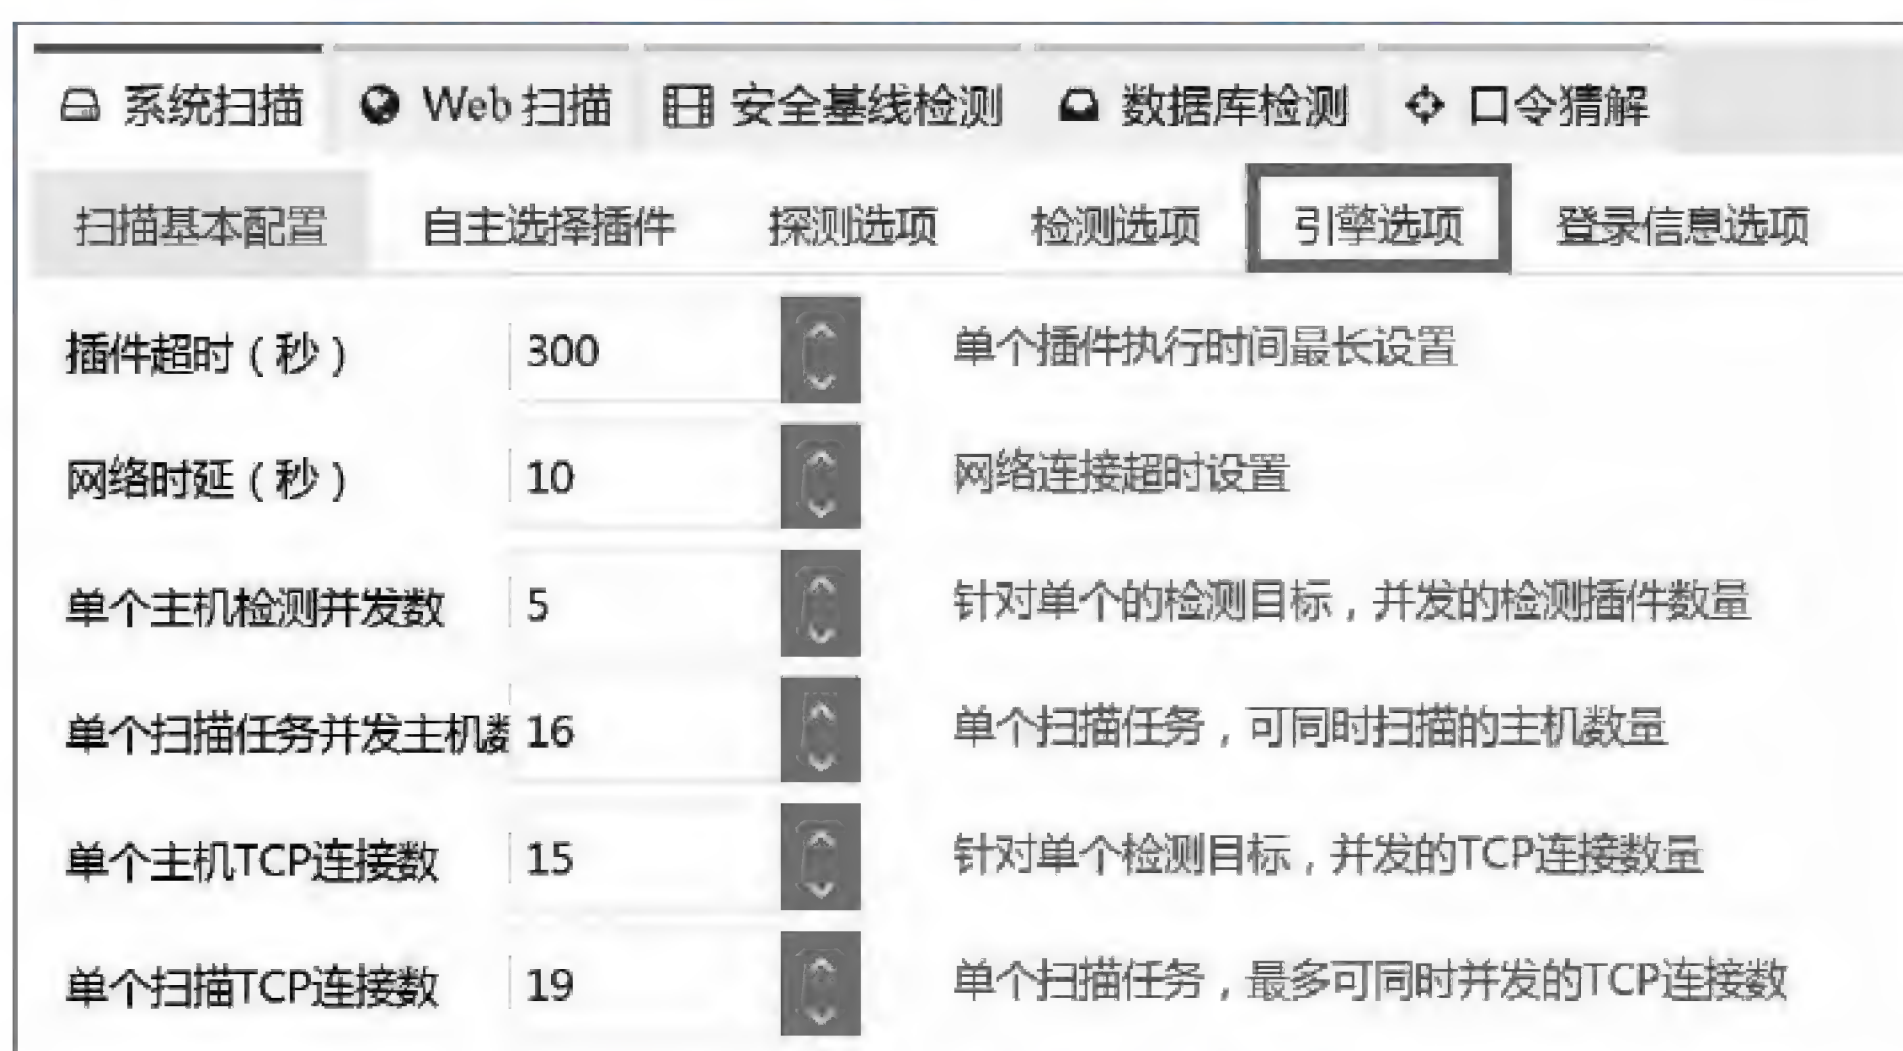 系统扫描 Web 扫描 安全基线检测 数据库检测 口令猜解
扫描基本配置 自主选择插件 探测选项 检测选项 引擎选项 登录信息选项
插件超时（秒） 300 单个插件执行时间最长设置
网络时延（秒） 10 网络连接超时设置
单个主机检测并发数 5 针对单个的检测目标，并发的检测插件数量
单个扫描任务并发主机数 16 单个扫描任务，可同时扫描的主机数量
单个主机TCP连接数 15 针对单个检测目标，并发的TCP连接数量
单个扫描TCP连接数 19 单个扫描任务，最多可同时并发的TCP连接数